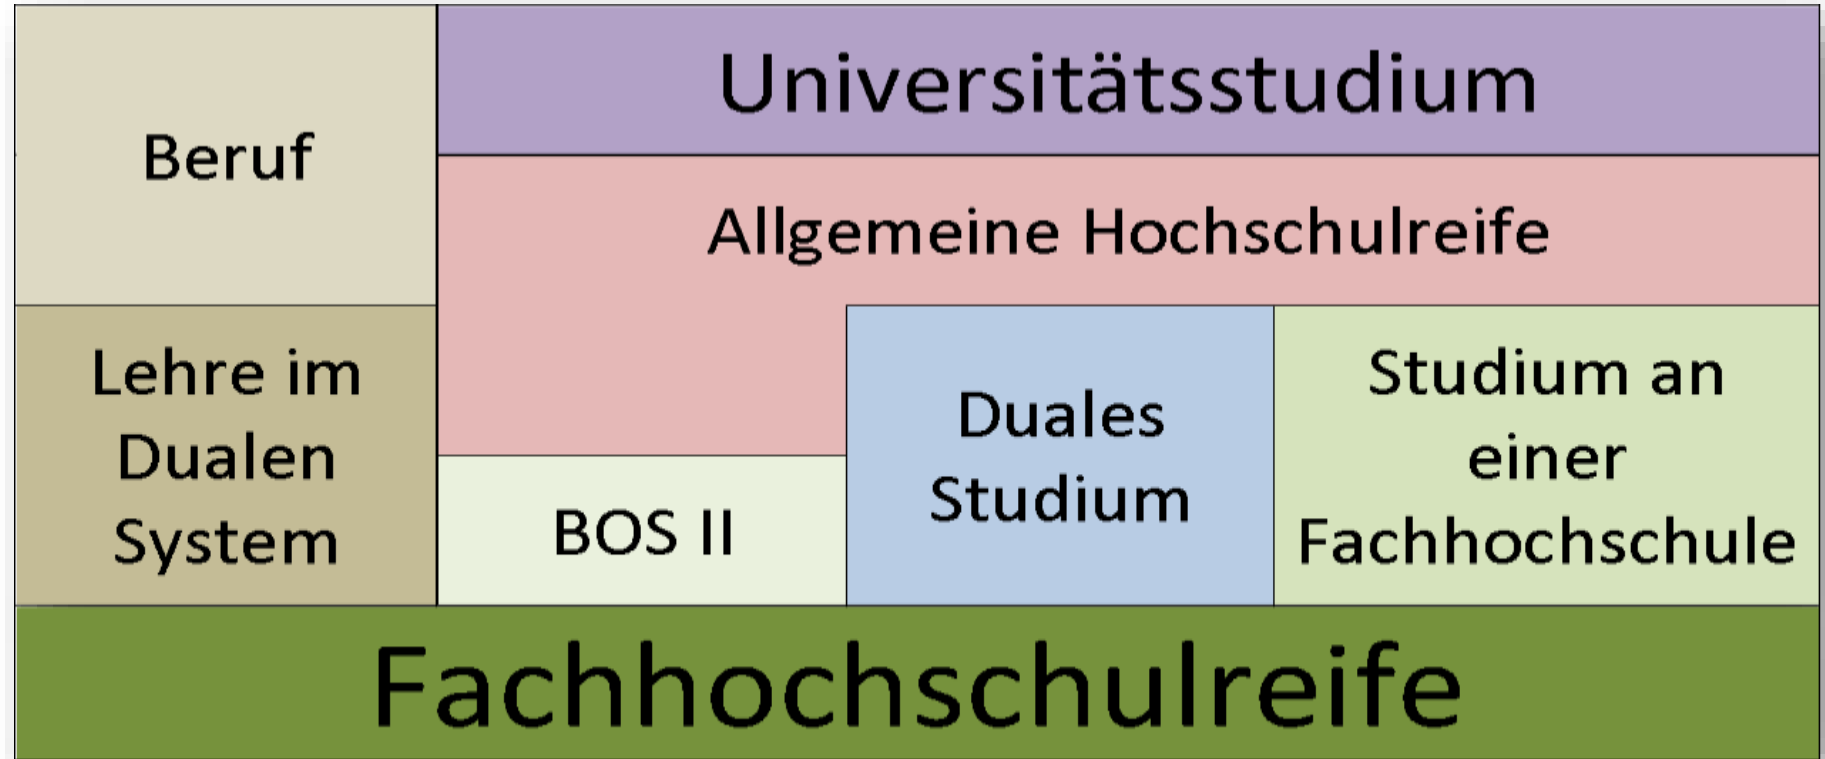 Beruf
Universitätsstudium
Allgemeine Hochschulreife
Lehre im
Dualen
System
BOS II
Duales
Studium
Studium an
einer
Fachhochschule
Fachhochschulreife